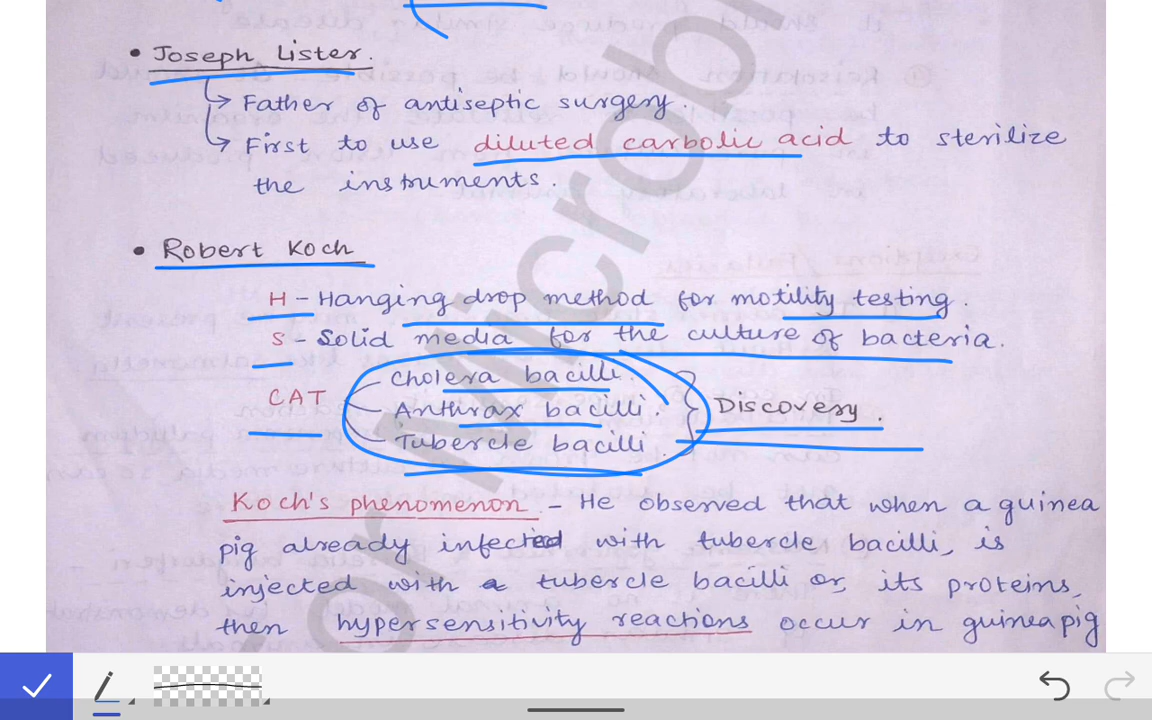 • Joseph Lister.
→ Father of antiseptic surgery.
→ First to use diluted carbolic acid to sterilize
the instruments.
• Robert Koch
H - Hanging drop method for motility testing.
S - Solid media for the culture of bacteria.
CAT
Cholera bacilli.
Anthrax bacilli.
Tubercle bacilli.
Discovery.
Koch's phenomenon - He observed that when a guinea
pig already infected with tubercle bacilli, is
injected with a tubercle bacilli or its proteins,
then hypersensitivity reactions occur in guinea pig